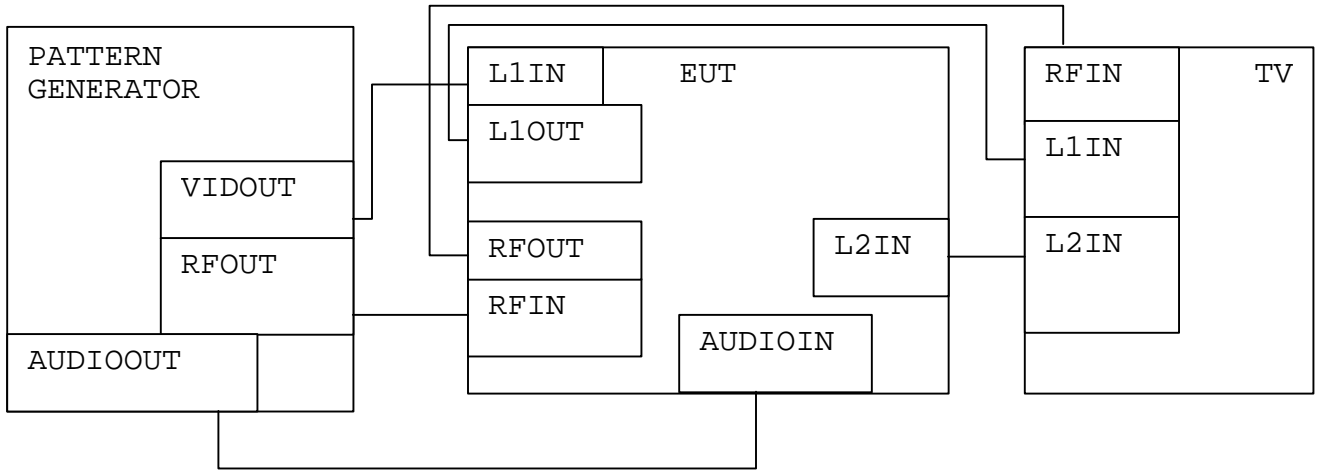 PATTERN
GENERATOR
VIDOUT
RFOUT
AUDIOOUT
L1IN
EUT
L1OUT
RFOUT
RFIN
L2IN
AUDIOIN
RFIN
TV
L1IN
L2IN